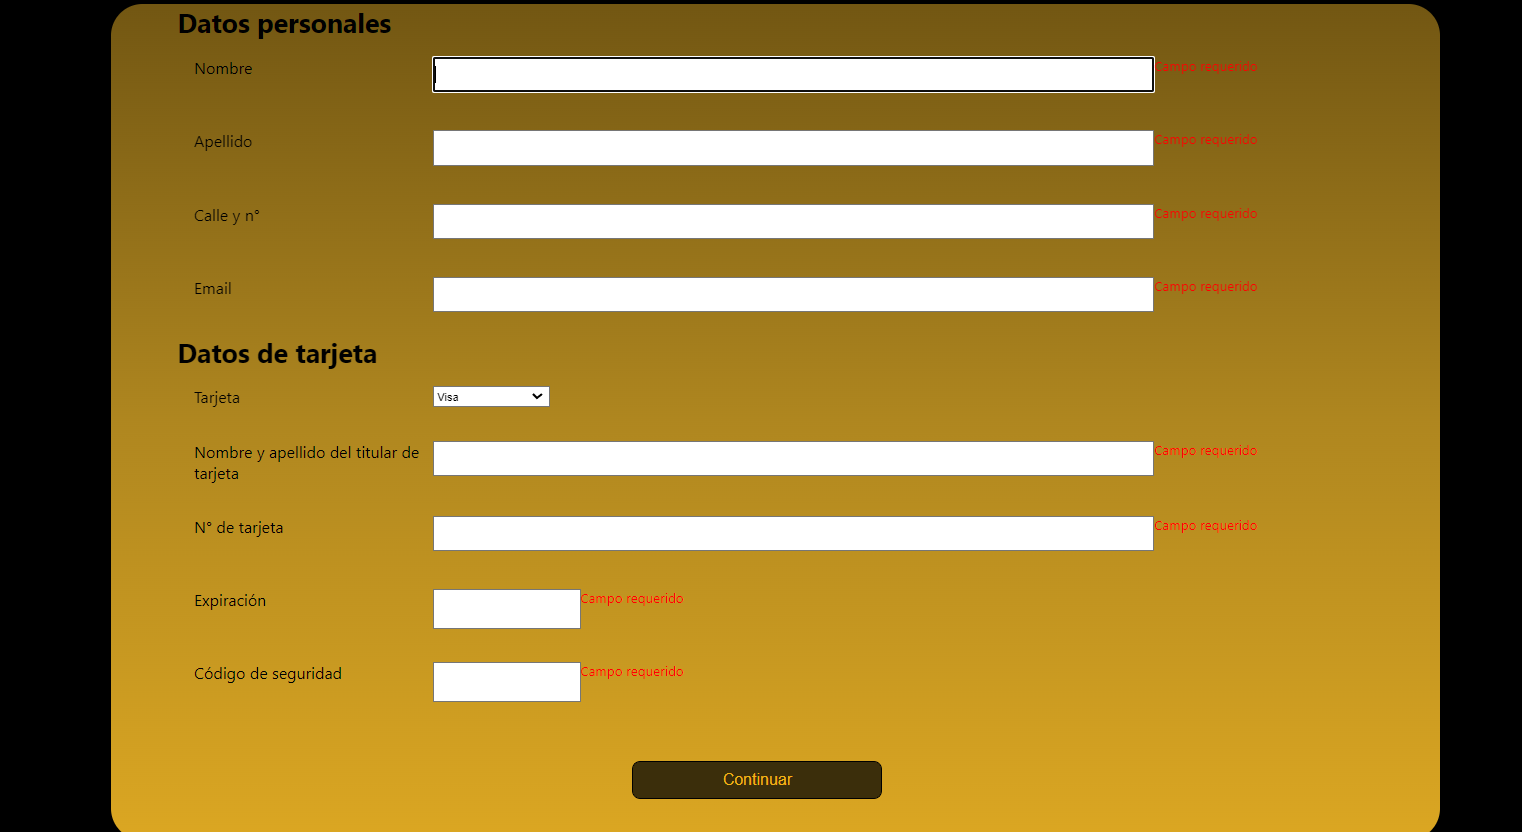 Datos personales
Nombre
Campo requerido
Apellido
Campo requerido
Calle y n°
Campo requerido
Email
Campo requerido
Datos de tarjeta
Tarjeta
Visa
Nombre y apellido del titular de
tarjeta
Campo requerido
N° de tarjeta
Campo requerido
Expiración
Campo requerido
Código de seguridad
Campo requerido
Continuar